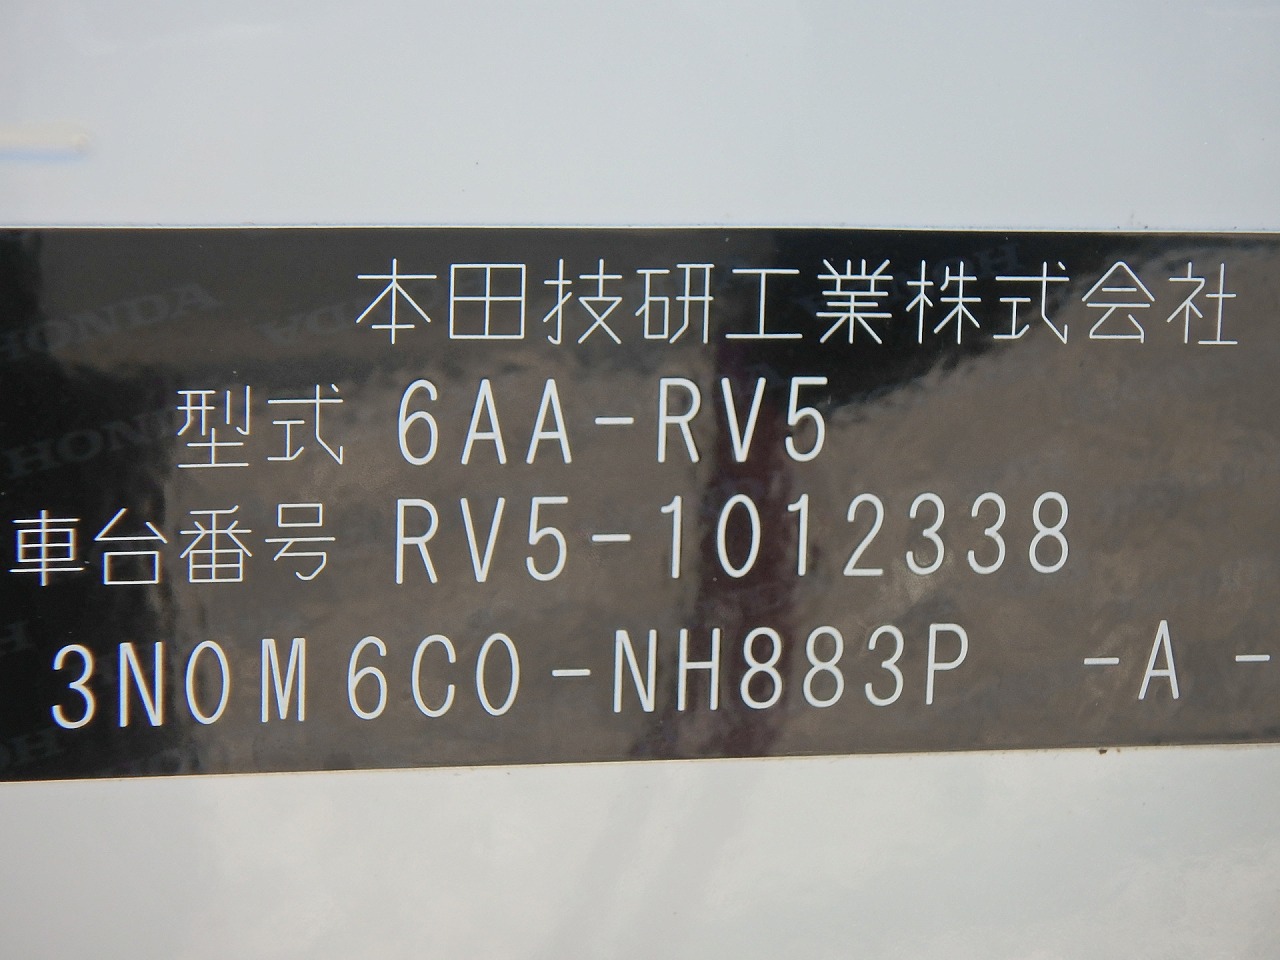 本田技研工業株式会社
型式 6AA-RV5
車台番号 RV5-1012338
3N0M6C0-NH883P -A -